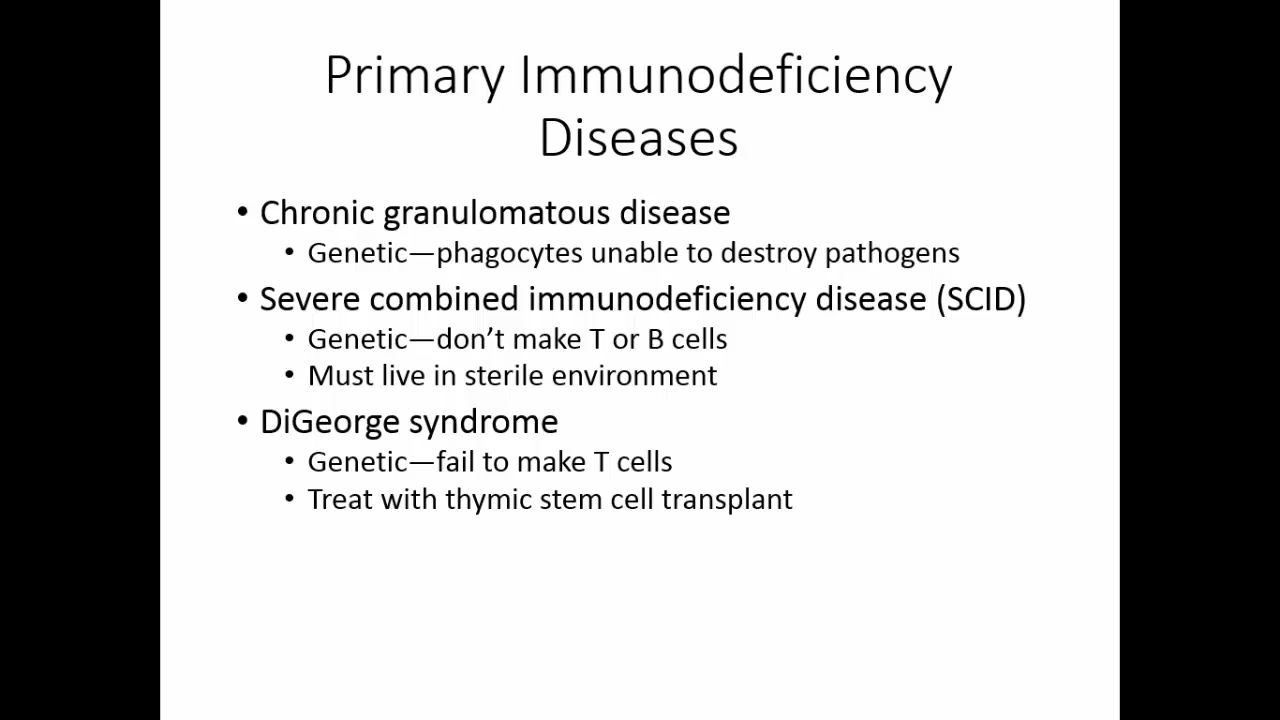 Primary Immunodeficiency
Diseases
• Chronic granulomatous disease
• Genetic—phagocytes unable to destroy pathogens
• Severe combined immunodeficiency disease (SCID)
• Genetic—don’t make T or B cells
• Must live in sterile environment
• DiGeorge syndrome
• Genetic—fail to make T cells
• Treat with thymic stem cell transplant